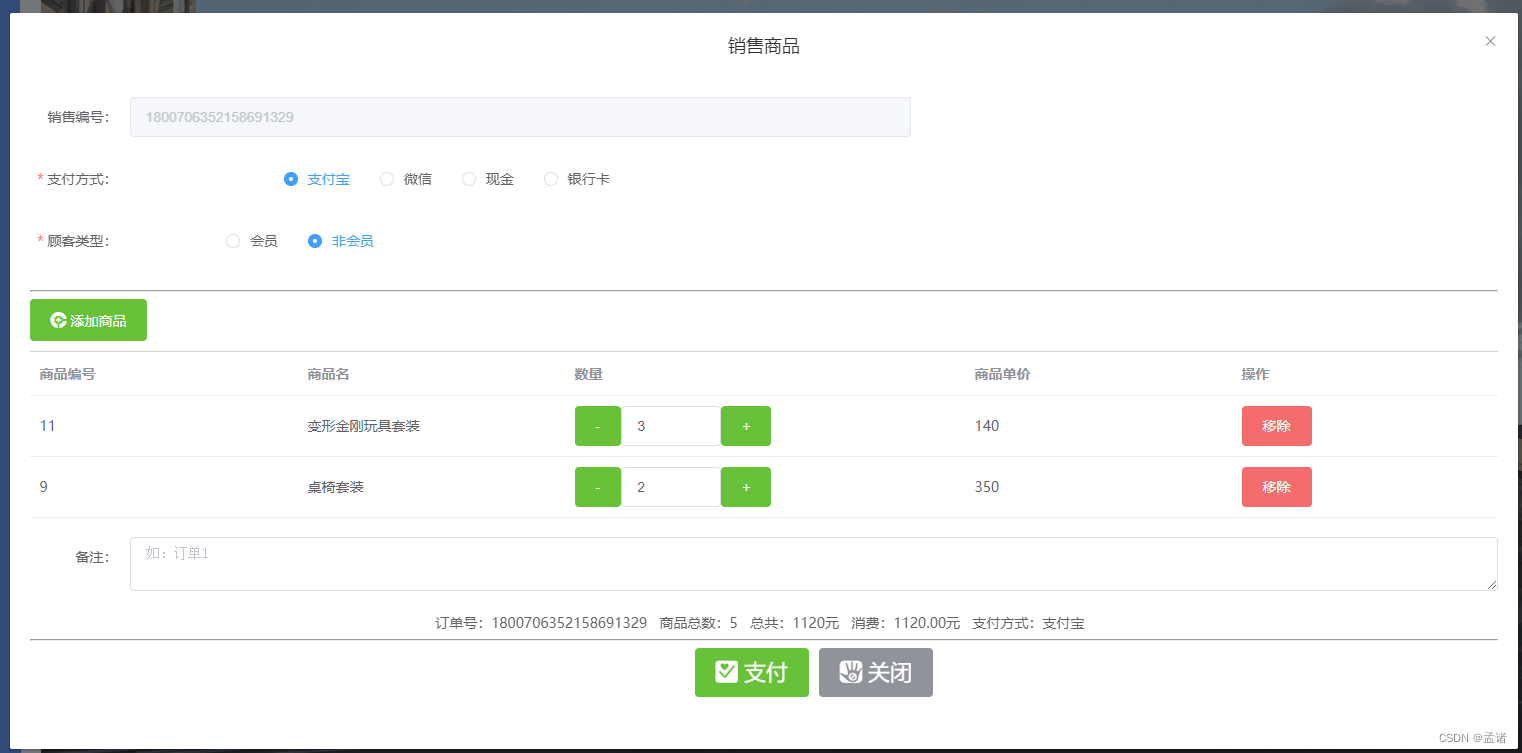 销售商品
销售编号： 1800706352158691329
* 支付方式： 支付宝 微信 现金 银行卡
* 顾客类型： 会员 非会员
添加商品
商品编号 商品名 数量 商品单价 操作
11 变形金刚玩具套装 - 3 + 140 移除
9 桌椅套装 - 2 + 350 移除
备注： 如：订单1
订单号：1800706352158691329 商品总数：5 总共：1120元 消费：1120.00元 支付方式：支付宝
支付 关闭
CSDN @孟诸